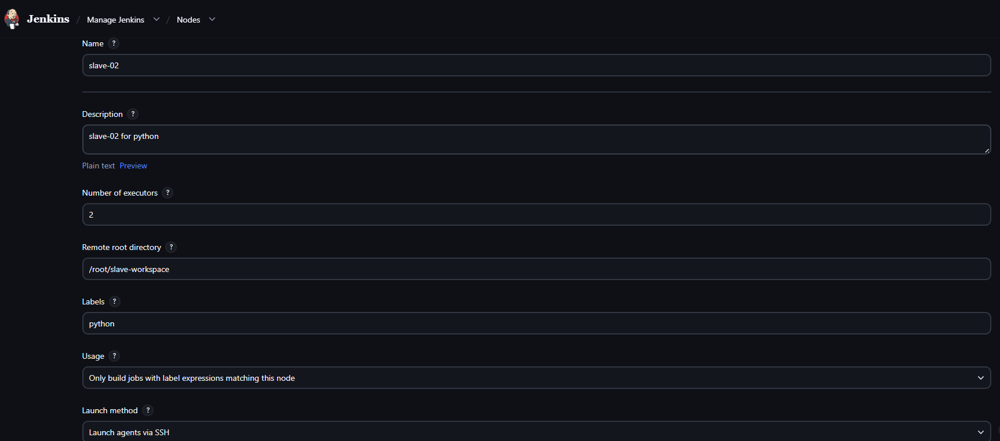 Jenkins / Manage Jenkins / Nodes
Name ?
slave-02
Description ?
slave-02 for python
Plain text Preview
Number of executors ?
2
Remote root directory ?
/root/slave-workspace
Labels ?
python
Usage ?
Only build jobs with label expressions matching this node
Launch method ?
Launch agents via SSH